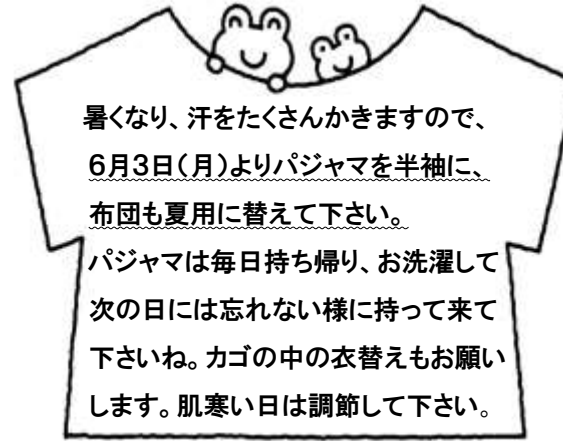 暑くなり、汗をたくさんかきますので、
6月3日(月)よりパジャマを半袖に、
布団も夏用に替えて下さい。
パジャマは毎日持ち帰り、お洗濯して
次の日には忘れない様に持って来て
下さいね。カゴの中の衣替えもお願い
します。肌寒い日は調節して下さい。